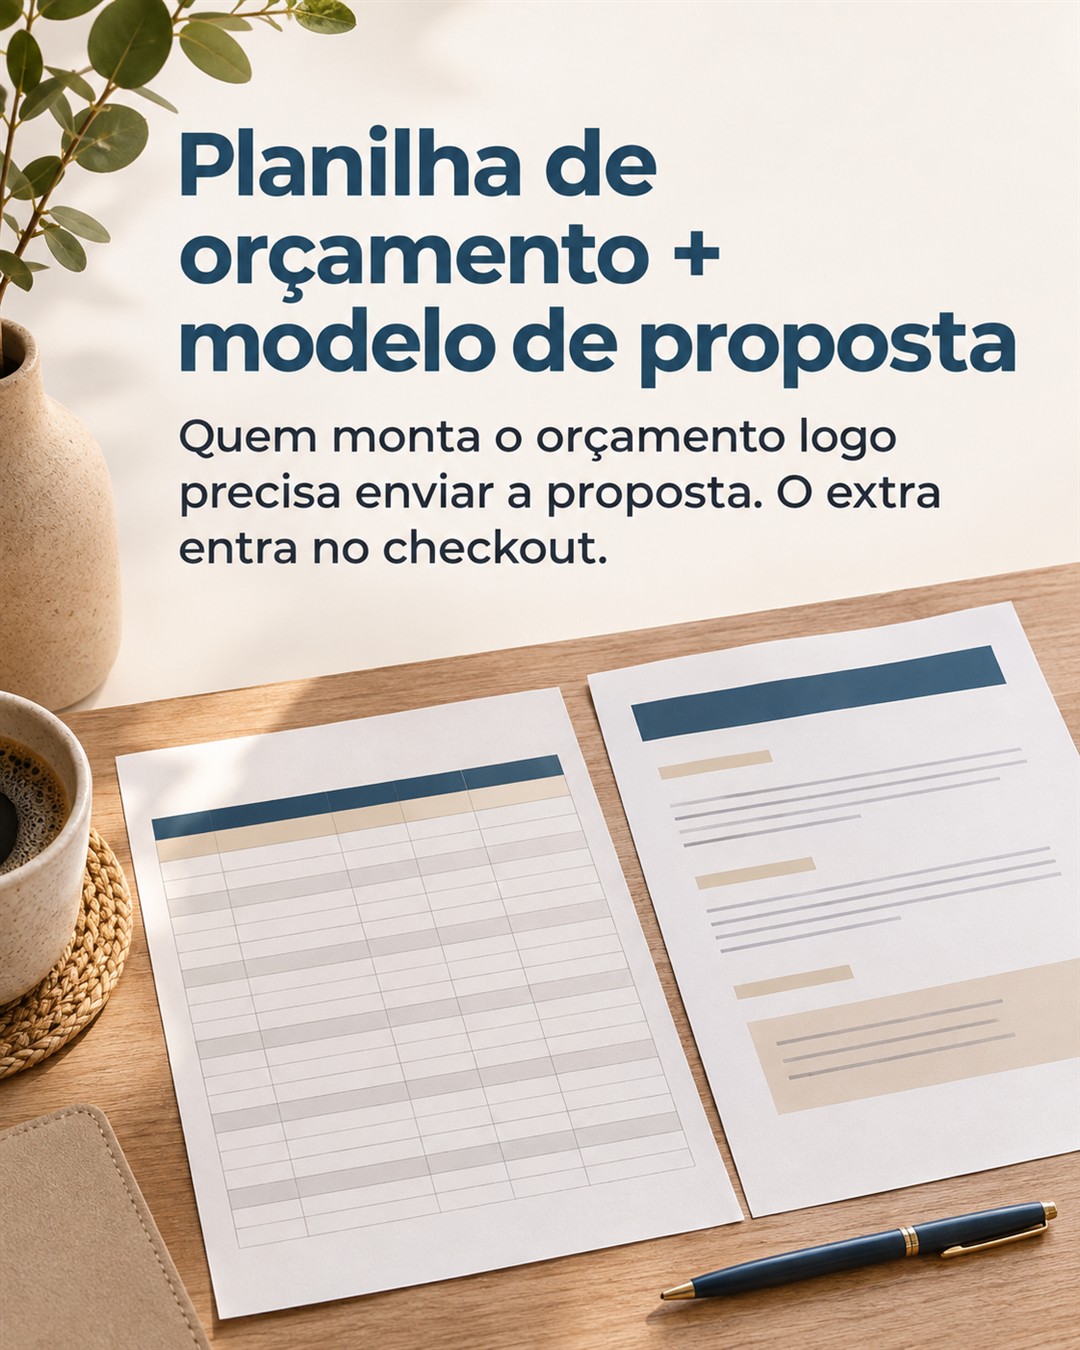 Planilha de
orçamento +
modelo de proposta
Quem monta o orçamento logo
precisa enviar a proposta. O extra
entra no checkout.